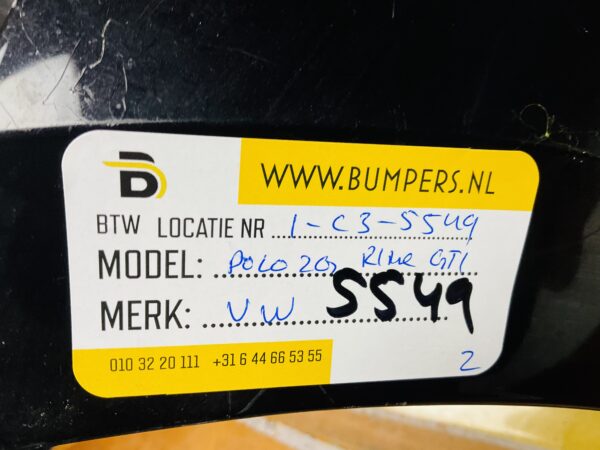 B
WWW.BUMPERS.NL
BTW LOCATIE NR 1-C3-5549
MODEL: POLO 2G RLine GTI
MERK: VW 5549
010 32 20 111 +31 6 44 66 53 55
2